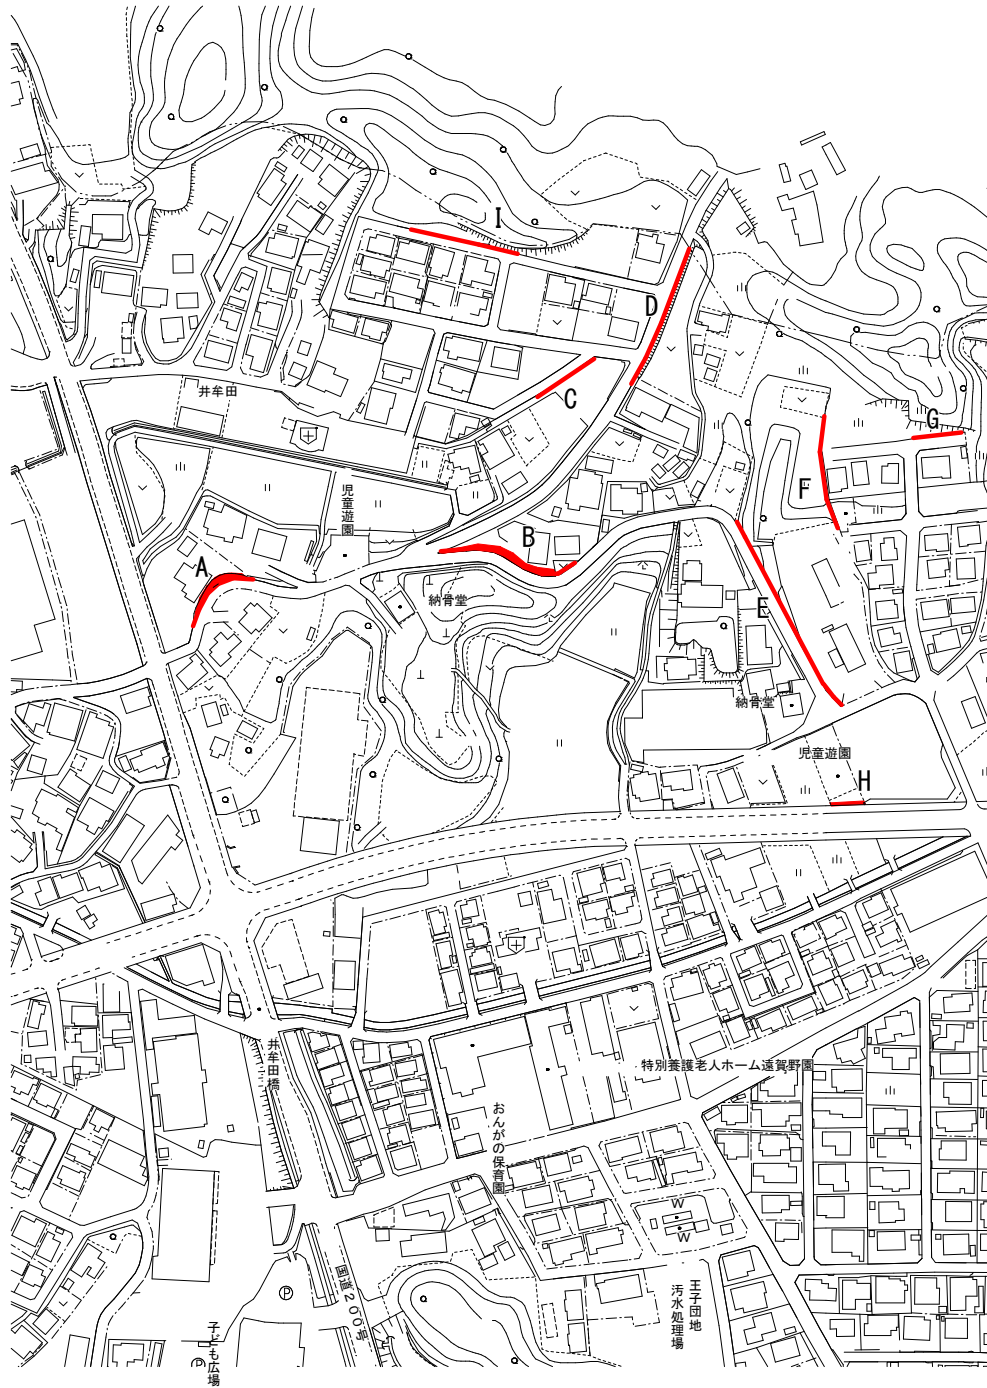 I
D
井牟田
C
G
F
児童遊園
B
A
納骨堂
E
納骨堂
児童遊園
H
井牟田橋
特別養護老人ホーム遠賀野園
おんがの保育園
W
W
国道200号
王子団地
汚水処理場
P
子ども広場
P